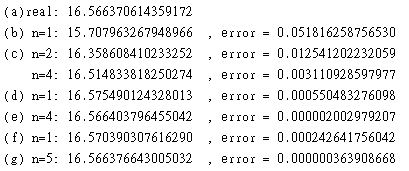 (a)real: 16.566370614359172
(b) n=1: 15.707963267948966 , error = 0.051816258756530
(c) n=2: 16.358608410233252 , error = 0.012541202232059
n=4: 16.514833818250274 , error = 0.003110928597977
(d) n=1: 16.575490124328013 , error = 0.000550483276098
(e) n=4: 16.566403796455042 , error = 0.000002002979207
(f) n=1: 16.570390307616290 , error = 0.000242641756042
(g) n=5: 16.566376643005032 , error = 0.000000363908668